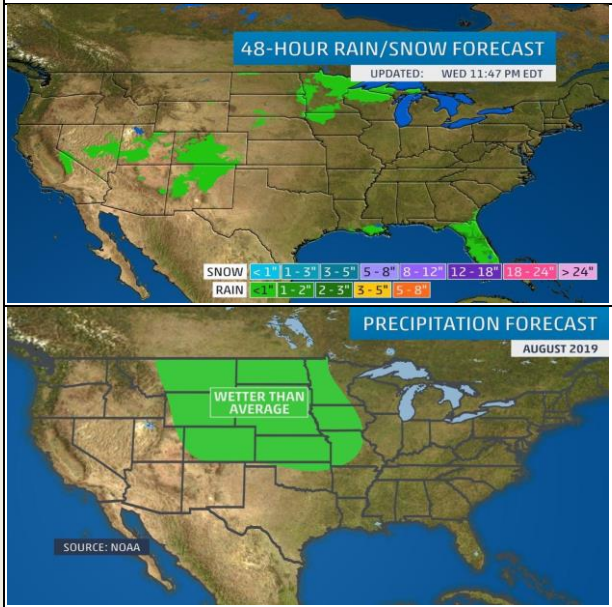 48-HOUR RAIN/SNOW FORECAST
UPDATED: WED 11:47 PM EDT
SNOW <1" 1-3" 3-5" 5-8" 8-12" 12-18" 18-24" >24"
RAIN <1" 1-2" 2-3" 3-5" 5-8"
PRECIPITATION FORECAST
AUGUST 2019
WETTER THAN
AVERAGE
SOURCE: NOAA